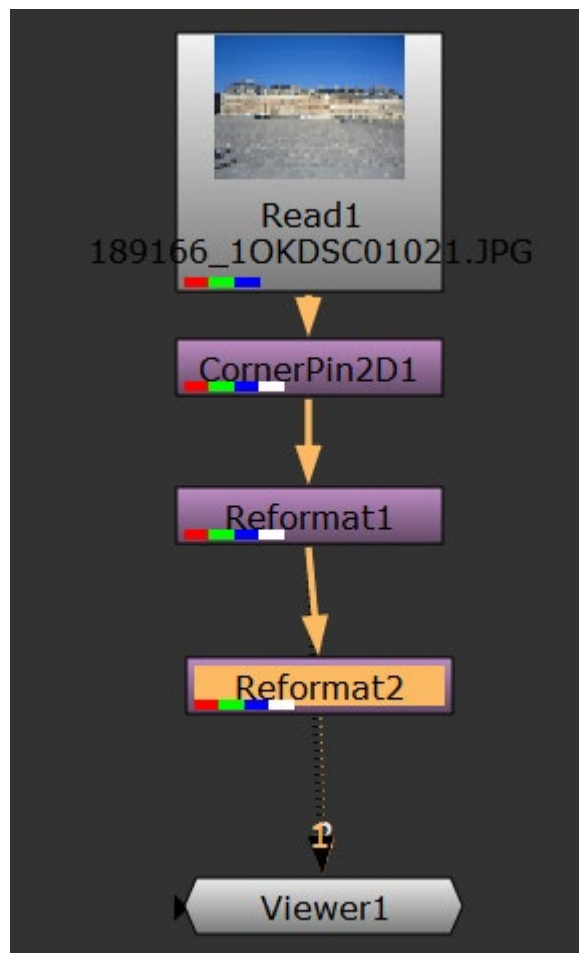 Read1
189166_1OKDSC01021.JPG
CornerPin2D1
Reformat1
Reformat2
1
Viewer1